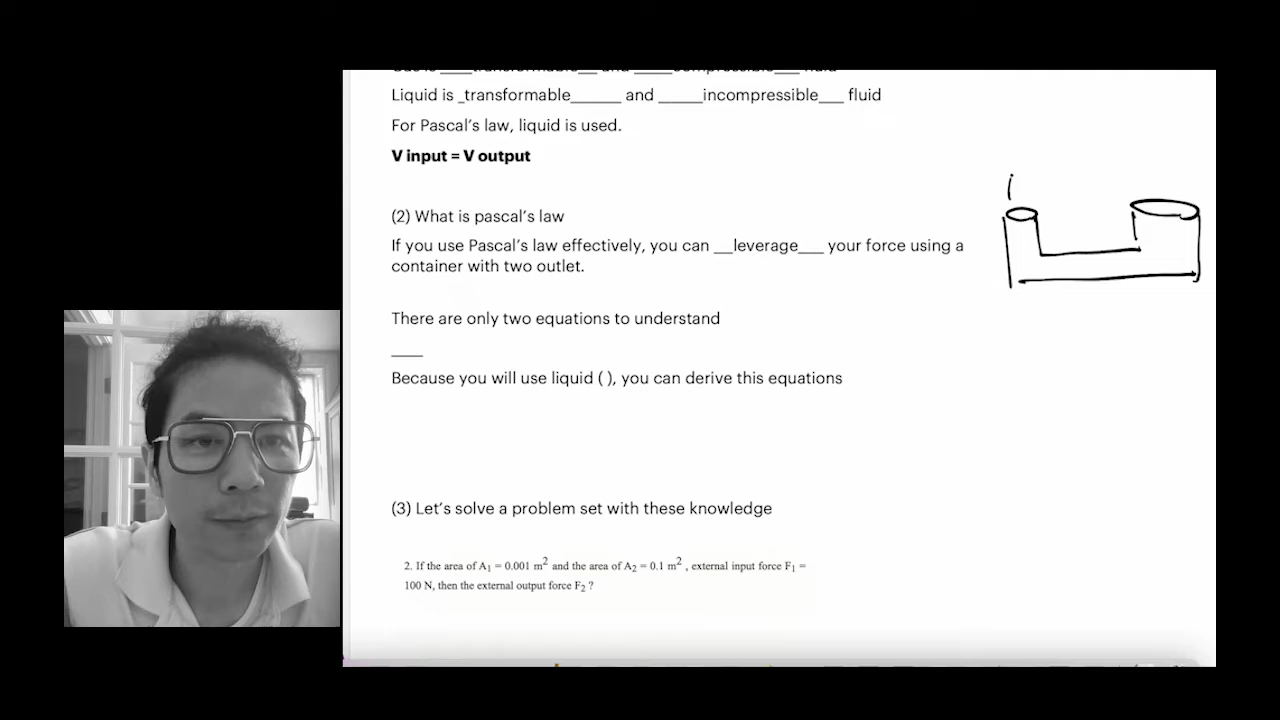 Liquid is _transformable______ and ______incompressible___ fluid
For Pascal's law, liquid is used.
V input = V output
(2) What is pascal's law
If you use Pascal's law effectively, you can __leverage___ your force using a
container with two outlet.
There are only two equations to understand
____
Because you will use liquid ( ), you can derive this equations
(3) Let's solve a problem set with these knowledge
2. If the area of A1 = 0.001 m2 and the area of A2 = 0.1 m2 , external input force F1 =
100 N, then the external output force F2 ?